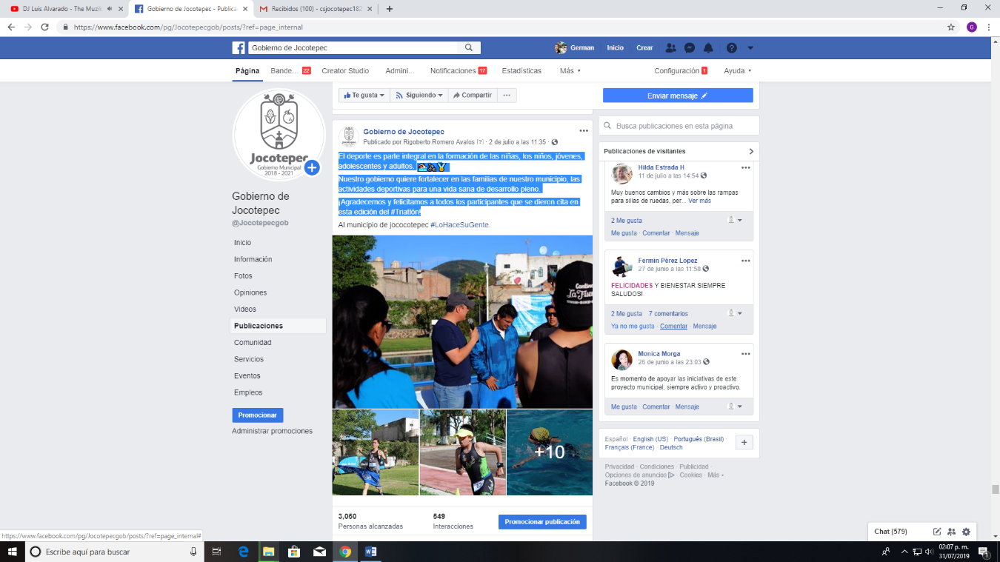 DJ Luis Alvarado - The Muzik
Gobierno de Jocotepec - Publica
Recibidos (100) - csjocotepec18
https://www.facebook.com/pg/Jocotepecgob/posts/?ref=page_internal
G
Gobierno de Jocotepec
German
Inicio
Crear
Página
Bande... 22
Creator Studio
Admini...
Notificaciones 17
Estadísticas
Más
Configuración 1
Ayuda
Te gusta
Siguiendo
Compartir
Enviar mensaje
Jocotepec
Gobierno Municipal
2018 - 2021
Gobierno de
Jocotepec
@Jocotepecgob
Inicio
Información
Fotos
Opiniones
Videos
Publicaciones
Comunidad
Servicios
Eventos
Empleos
Promocionar
Administrar promociones
Gobierno de Jocotepec
Publicado por Rigoberto Romero Avalos [?] · 2 de julio a las 11:35 ·
El deporte es parte integral en la formación de las niñas, los niños, jóvenes,
adolescentes y adultos.
Nuestro gobierno quiere fortalecer en las familias de nuestro municipio, las
actividades deportivas para una vida sana de desarrollo pleno.
¡Agradecemos y felicitamos a todos los participantes que se dieron cita en
esta edición del #Triatlón!
Al municipio de jococotepec #LoHaceSuGente.
Cantina
+10
3,050
Personas alcanzadas
549
Interacciones
Promocionar publicación
Busca publicaciones en esta página
Publicaciones de visitantes
Hilda Estrada H
11 de julio a las 14:54
Muy buenos cambios y más sobre las rampas
para sillas de ruedas, per... Ver más
2 Me gusta
Me gusta · Comentar · Mensaje
Fermin Pérez Lopez
27 de junio a las 11:58
FELICIDADES Y BIENESTAR SIEMPRE
SALUDOS!
2 Me gusta 7 comentarios
Ya no me gusta · Comentar · Mensaje
Monica Morga
26 de junio a las 23:03
Es momento de apoyar las iniciativas de este
proyecto municipal, siempre activo y proactivo.
Me gusta · Comentar · Mensaje
Español · English (US) · Português (Brasil) ·
Français (France) · Deutsch
Privacidad · Condiciones · Publicidad ·
Opciones de anuncios · Cookies · Más
Facebook © 2019
https://www.facebook.com/pg/Jocotepecgob/posts/?ref=page_internal#
Chat (579)
Escribe aquí para buscar
02:07 p. m.
31/07/2019
1